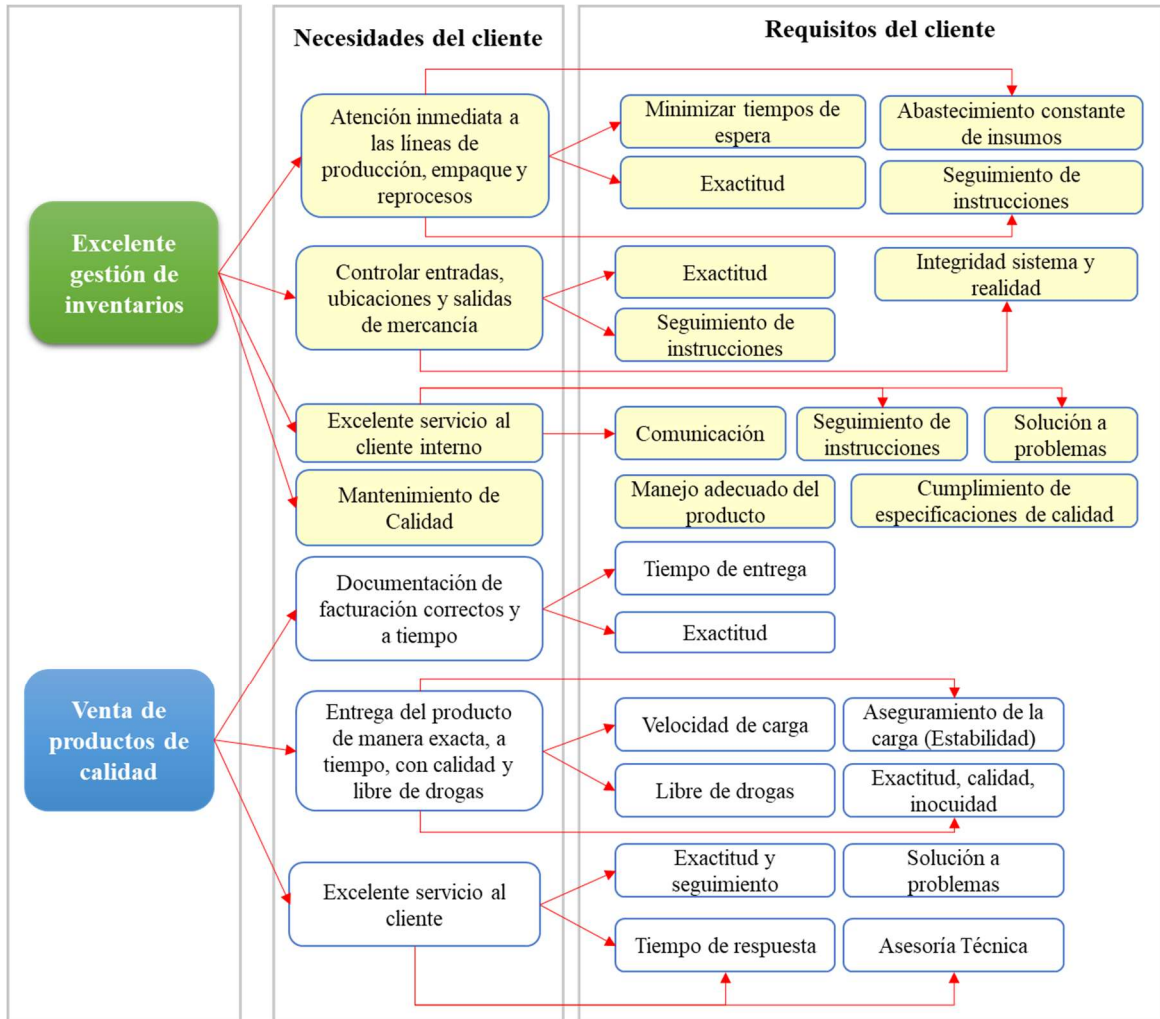 Necesidades del cliente
Requisitos del cliente
Excelente
gestión de
inventarios
Atención inmediata a
las líneas de
producción, empaque y
reprocesos
Minimizar tiempos de
espera
Abastecimiento constante
de insumos
Exactitud
Seguimiento de
instrucciones
Controlar entradas,
ubicaciones y salidas
de mercancía
Exactitud
Integridad sistema y
realidad
Seguimiento de
instrucciones
Excelente servicio al
cliente interno
Comunicación
Seguimiento de
instrucciones
Solución a
problemas
Mantenimiento de
Calidad
Manejo adecuado del
producto
Cumplimiento de
especificaciones de calidad
Venta de
productos de
calidad
Documentación de
facturación correctos y
a tiempo
Tiempo de entrega
Exactitud
Entrega del producto
de manera exacta, a
tiempo, con calidad y
libre de drogas
Velocidad de carga
Aseguramiento de la
carga (Estabilidad)
Libre de drogas
Exactitud, calidad,
inocuidad
Excelente servicio al
cliente
Exactitud y
seguimiento
Solución a
problemas
Tiempo de respuesta
Asesoría Técnica